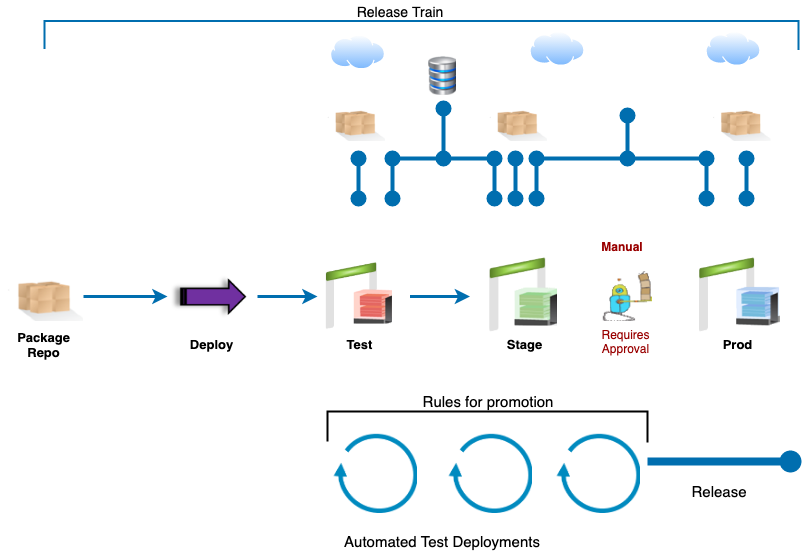 Release Train
Manual
Requires
Approval
Package
Repo
Deploy
Test
Stage
Prod
Rules for promotion
Release
Automated Test Deployments